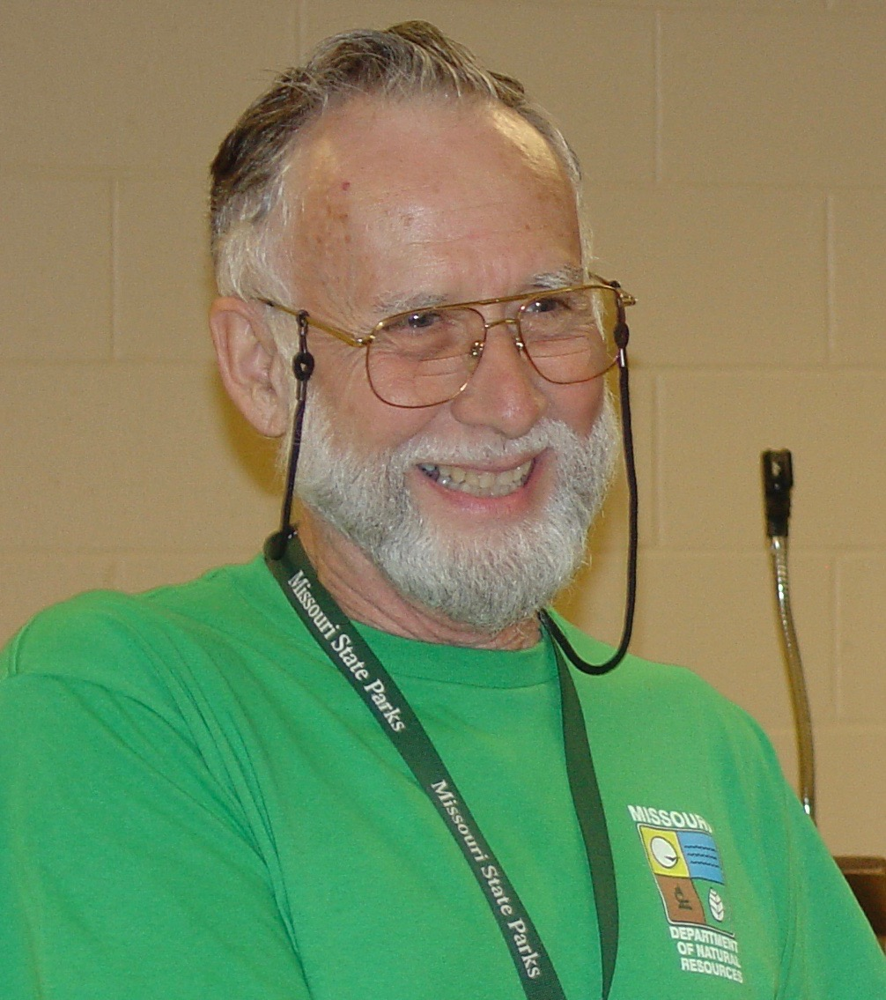 Missouri State Parks
Missouri State Parks
MISSOURI
DEPARTMENT
OF NATURAL
RESOURCES